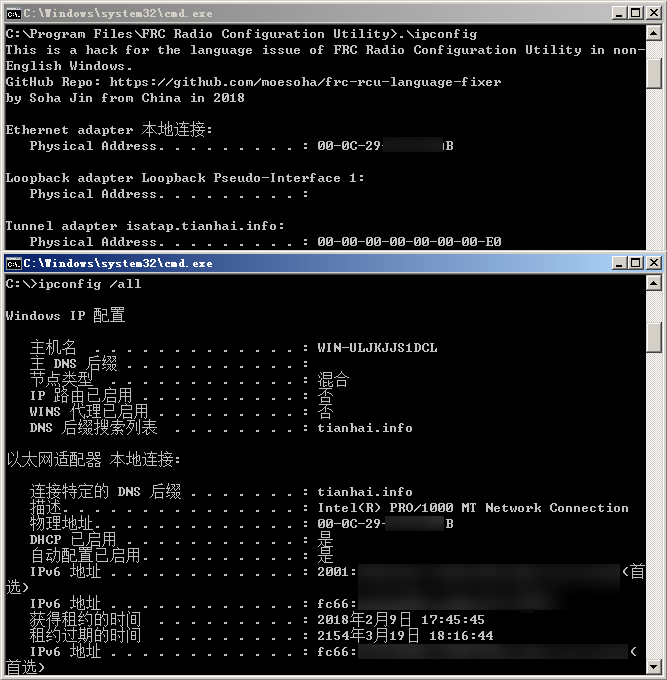 C:\Windows\system32\cmd.exe
C:\Program Files\FRC Radio Configuration Utility>.\ipconfig
This is a hack for the language issue of FRC Radio Configuration Utility in non-
English Windows.
GitHub Repo: https://github.com/moesoha/frc-rcu-language-fixer
by Soha Jin from China in 2018
Ethernet adapter 本地连接:
Physical Address. . . . . . . . . : 00-0C-29- B
Loopback adapter Loopback Pseudo-Interface 1:
Physical Address. . . . . . . . . :
Tunnel adapter isatap.tianhai.info:
Physical Address. . . . . . . . . : 00-00-00-00-00-00-00-E0
C:\Windows\system32\cmd.exe
C:\>ipconfig /all
Windows IP 配置
主机名 . . . . . . . . . . . . . : WIN-ULJKJJS1DCL
主 DNS 后缀 . . . . . . . . . . . :
节点类型 . . . . . . . . . . . . : 混合
IP 路由已启用 . . . . . . . . . . : 否
WINS 代理已启用 . . . . . . . . . : 否
DNS 后缀搜索列表 . . . . . . . . : tianhai.info
以太网适配器 本地连接:
连接特定的 DNS 后缀 . . . . . . . : tianhai.info
描述. . . . . . . . . . . . . . . : Intel(R) PRO/1000 MT Network Connection
物理地址. . . . . . . . . . . . . : 00-0C-29- B
DHCP 已启用 . . . . . . . . . . . : 是
自动配置已启用. . . . . . . . . . : 是
IPv6 地址 . . . . . . . . . . . . : 2001: (首
选)
IPv6 地址 . . . . . . . . . . . . : fc66:
获得租约的时间 . . . . . . . . . : 2018年2月9日 17:45:45
租约过期的时间 . . . . . . . . . : 2154年3月19日 18:16:44
IPv6 地址 . . . . . . . . . . . . : fc66: (
首选)